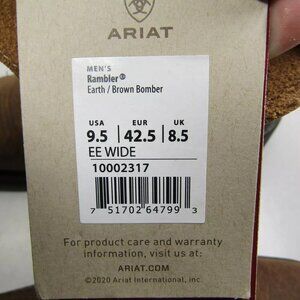 ARIAT
MEN'S
Rambler®
Earth / Brown Bomber
USA EUR UK
9.5 42.5 8.5
EE WIDE
10002317
7 51702 64799 3
For product care and warranty
information, visit us at
ARIAT.COM
©2020 Ariat International, Inc.